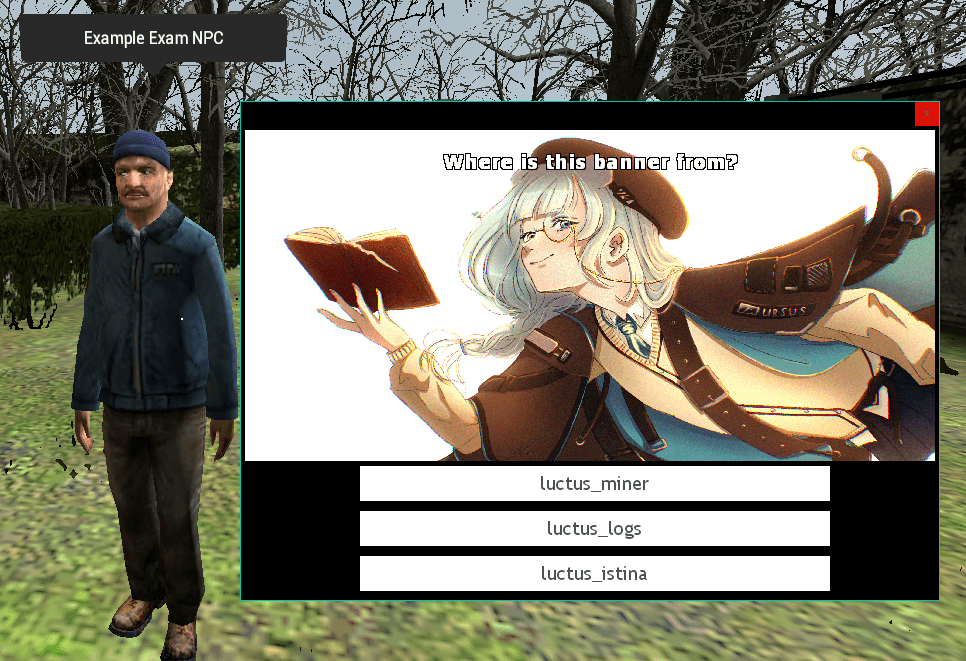 Example Exam NPC
x
Where is this banner from?
URSUS
luctus_miner
luctus_logs
luctus_istina